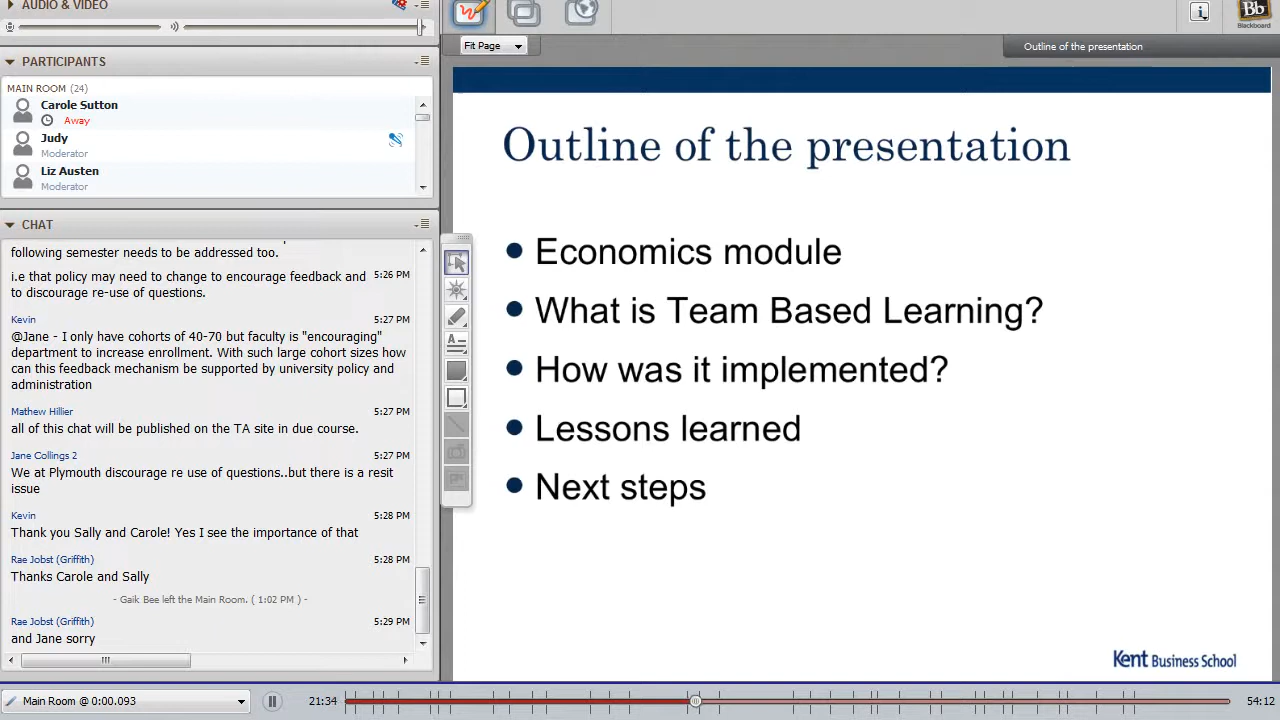 AUDIO & VIDEO
PARTICIPANTS
MAIN ROOM (24)
Carole Sutton
Away
Judy
Moderator
Liz Austen
Moderator
CHAT
following semester needs to be addressed too.
i.e that policy may need to change to encourage feedback and 5:26 PM
to discourage re-use of questions.
Kevin 5:27 PM
@Jane - I only have cohorts of 40-70 but faculty is "encouraging"
department to increase enrollment. With such large cohort sizes how
can this feedback mechanism be supported by university policy and
administration
Mathew Hillier 5:27 PM
all of this chat will be published on the TA site in due course.
Jane Collings 2 5:27 PM
We at Plymouth discourage re use of questions..but there is a resit
issue
Kevin 5:28 PM
Thank you Sally and Carole! Yes I see the importance of that
Rae Jobst (Griffith) 5:28 PM
Thanks Carole and Sally
- Gaik Bee left the Main Room. ( 1:02 PM ) -
Rae Jobst (Griffith) 5:29 PM
and Jane sorry
Main Room @ 0:00.093
21:34
54:12
Fit Page
Outline of the presentation
Bb
Blackboard
Outline of the presentation
Economics module
What is Team Based Learning?
How was it implemented?
Lessons learned
Next steps
Kent Business School